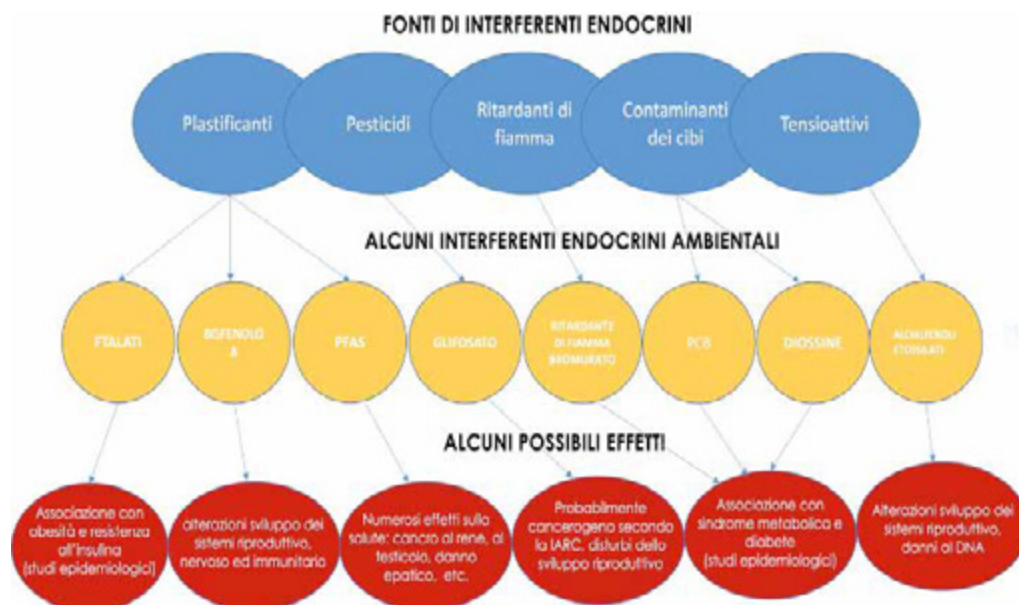 FONTI DI INTERFERENTI ENDOCRINI
Plastificanti
Pesticidi
Ritardanti di
fiamma
Contaminanti
dei cibi
Tensioattivi
ALCUNI INTERFERENTI ENDOCRINI AMBIENTALI
FTALATI
BISFENOLO
PFAS
GLIFOSATO
RITARDANTE
DI FIAMMA
BROMURATO
PCB
DIOSSINE
ALCHILFENOLI
ETOSSILATI
ALCUNI POSSIBILI EFFETTI
Associazione con
obesità e resistenza
all'insulina
(studi epidemiologici)
alterazioni sviluppo dei
sistemi riproduttivo,
nervoso ed immunitario
Numerosi effetti sulla
salute: cancro al rene, al
testicolo, danno
epatico, etc.
Probabilmente
cancerogeno secondo
la IARC, disturbi dello
sviluppo riproduttivo
Associazione con
sindrome metabolica e
diabete
(studi epidemiologici)
Alterazioni sviluppo dei
sistemi riproduttivo,
danni al DNA